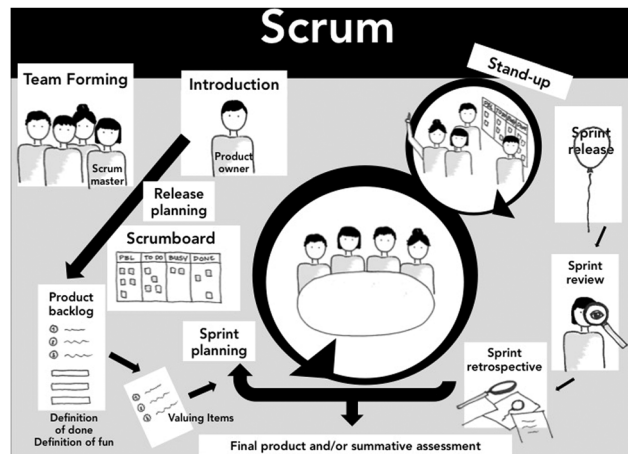 Scrum
Team Forming
Scrum
master
Introduction
Product
owner
Stand-up
Sprint
release
Release
planning
Scrumboard
PBL TO DO BUSY DONE
Product
backlog
Sprint
planning
Sprint
review
Sprint
retrospective
Valuing Items
Definition
of done
Definition of fun
Final product and/or summative assessment